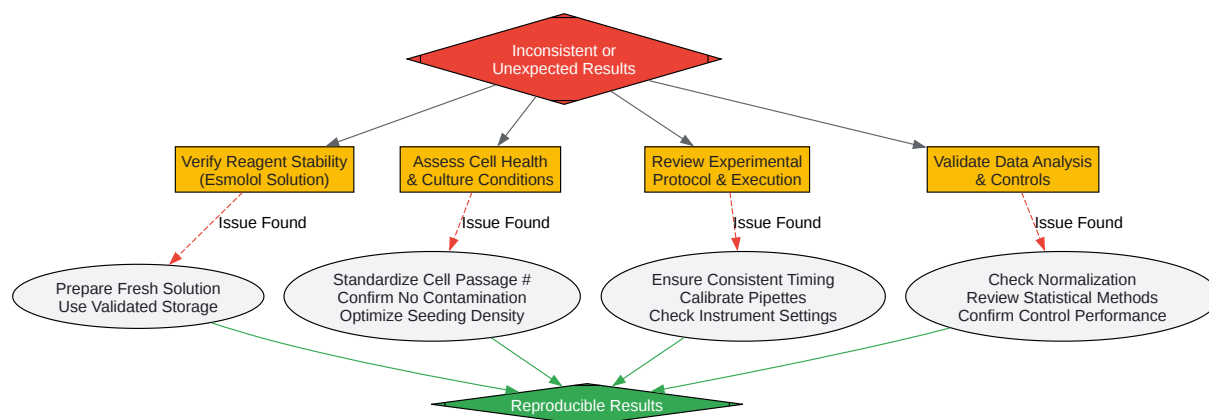 Inconsistent or
Unexpected Results
Verify Reagent Stability
(Esmolol Solution)
Assess Cell Health
& Culture Conditions
Review Experimental
Protocol & Execution
Validate Data Analysis
& Controls
Issue Found
Issue Found
Issue Found
Issue Found
Prepare Fresh Solution
Use Validated Storage
Standardize Cell Passage #
Confirm No Contamination
Optimize Seeding Density
Ensure Consistent Timing
Calibrate Pipettes
Check Instrument Settings
Check Normalization
Review Statistical Methods
Confirm Control Performance
Reproducible Results